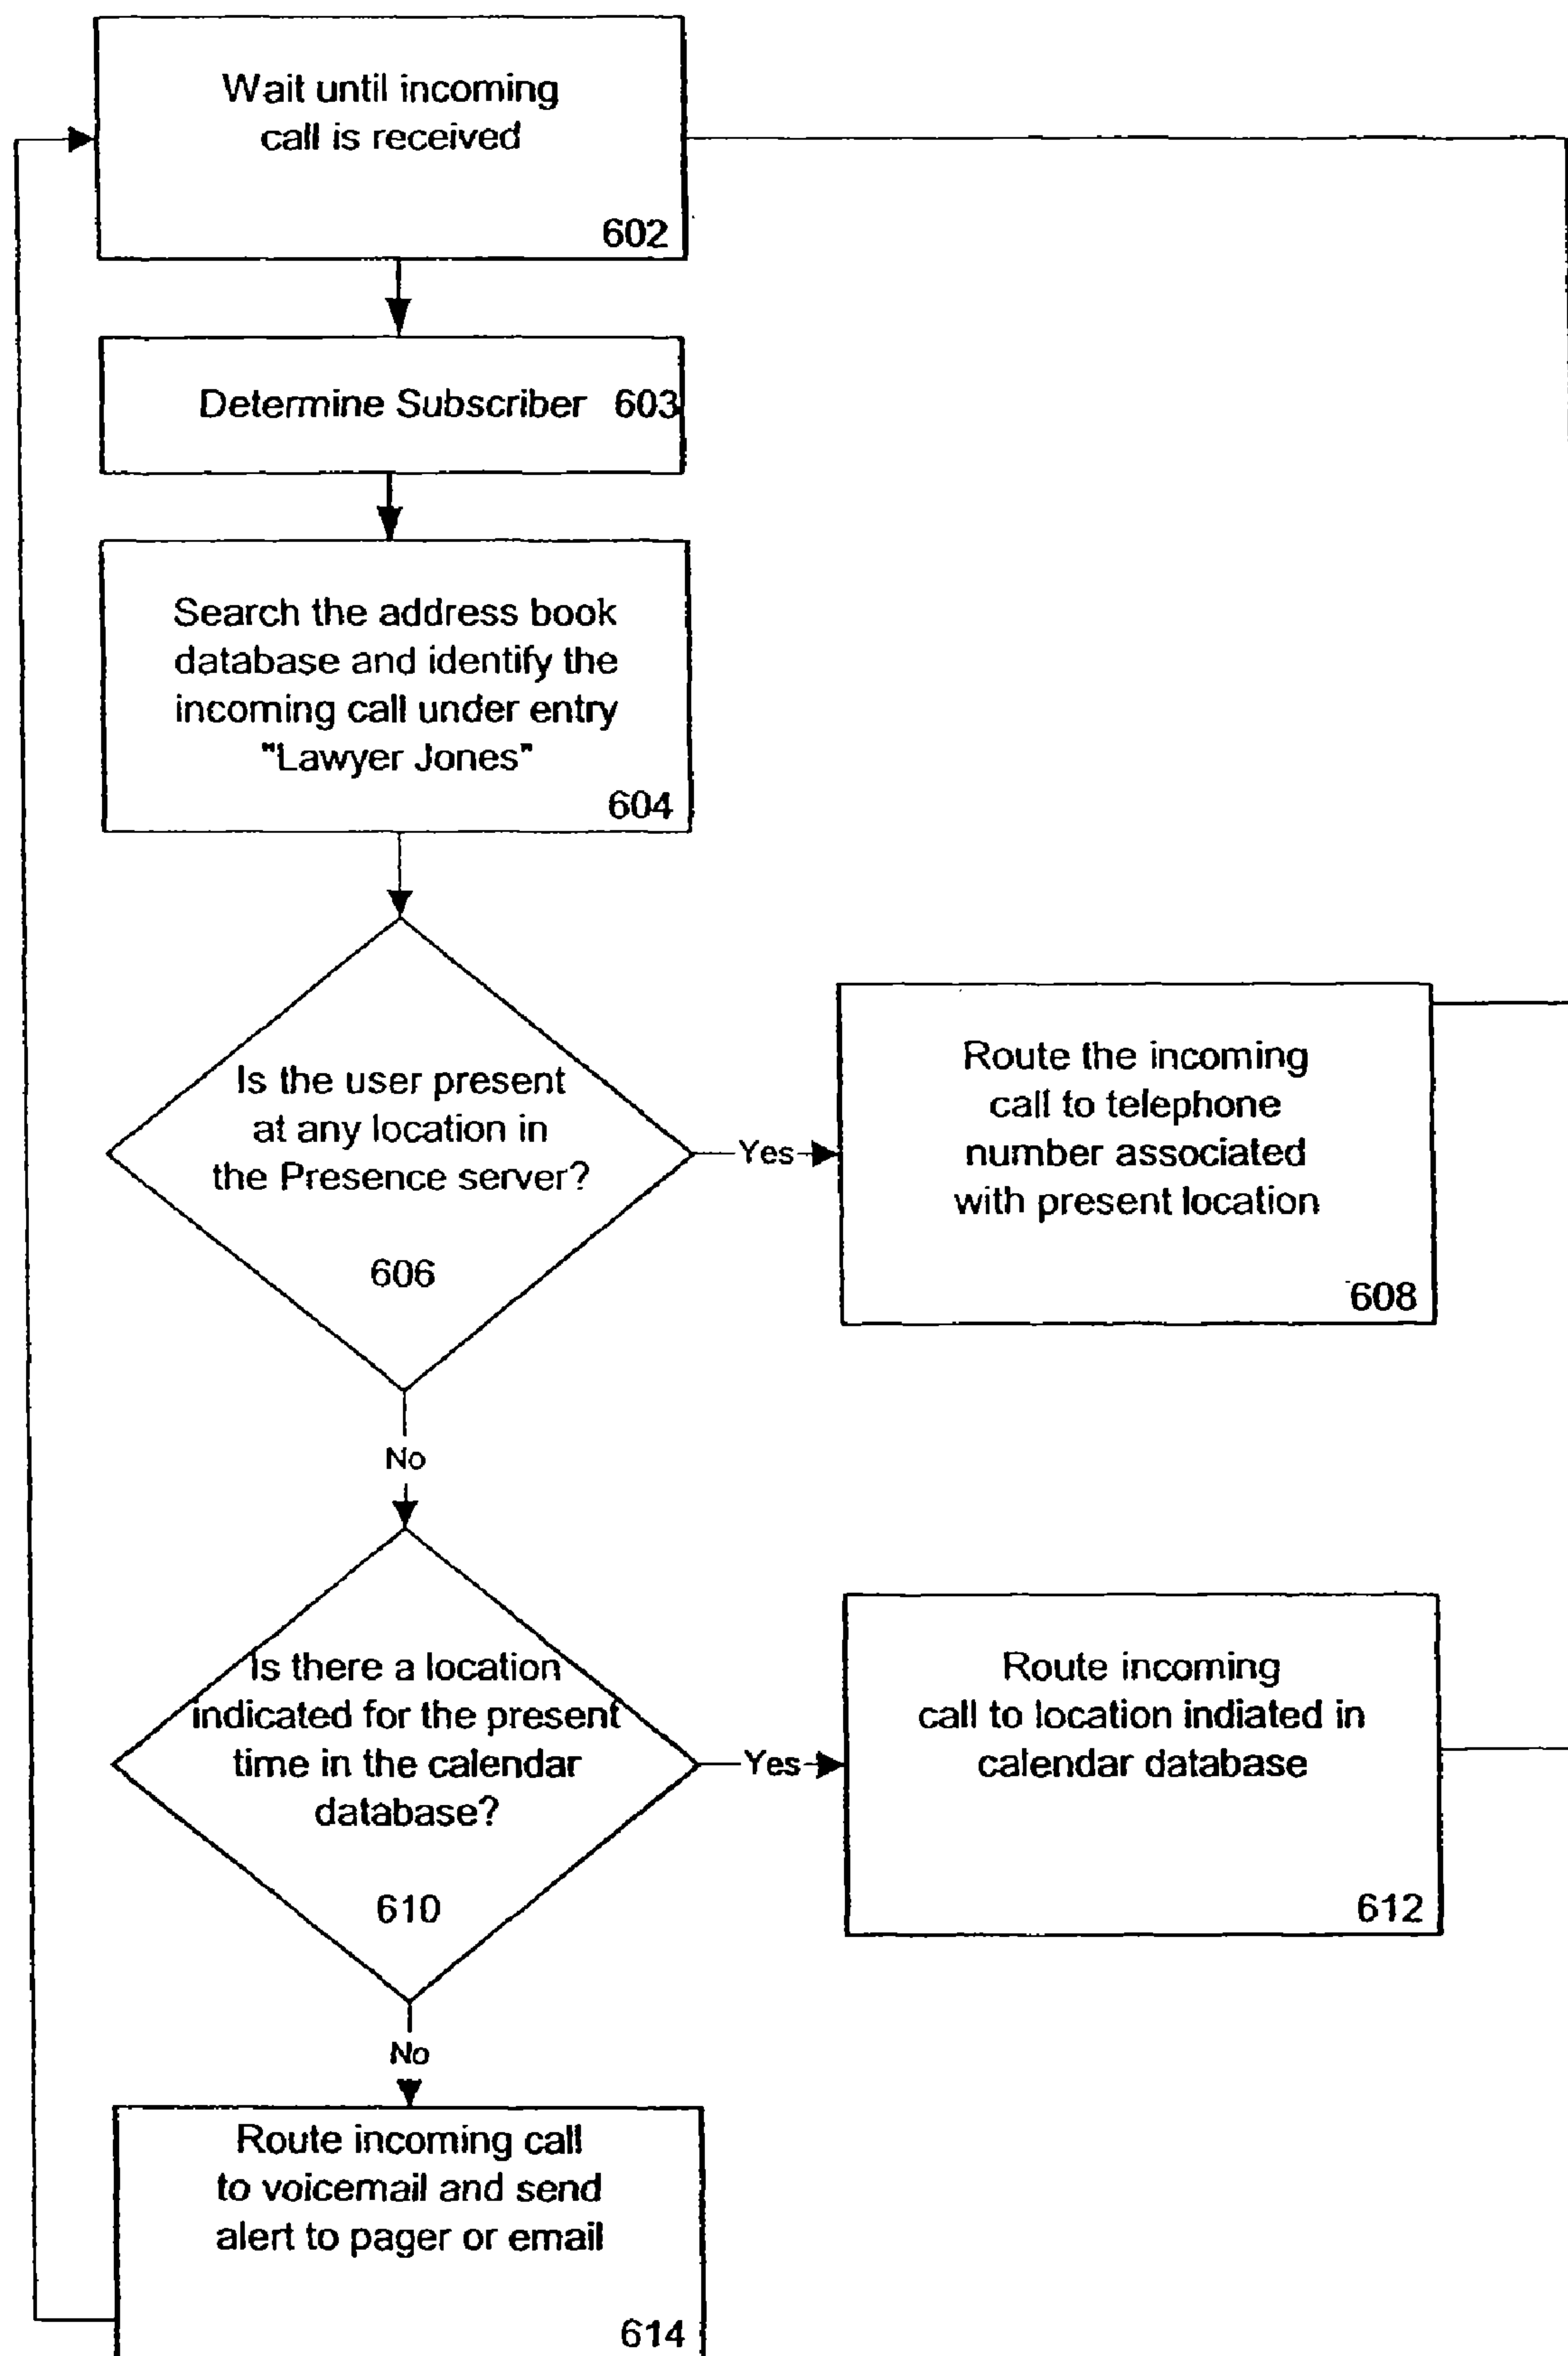 Wait until incoming
call is received
602
Determine Subscriber 603
Search the address book
database and identify the
incoming call under entry
"Lawyer Jones"
604
Is the user present
at any location in
the Presence server?
606
Yes
Route the incoming
call to telephone
number associated
with present location
608
No
Is there a location
indicated for the present
time in the calendar
database?
610
Yes
Route incoming
call to location indiated in
calendar database
612
No
Route incoming call
to voicemail and send
alert to pager or email
614